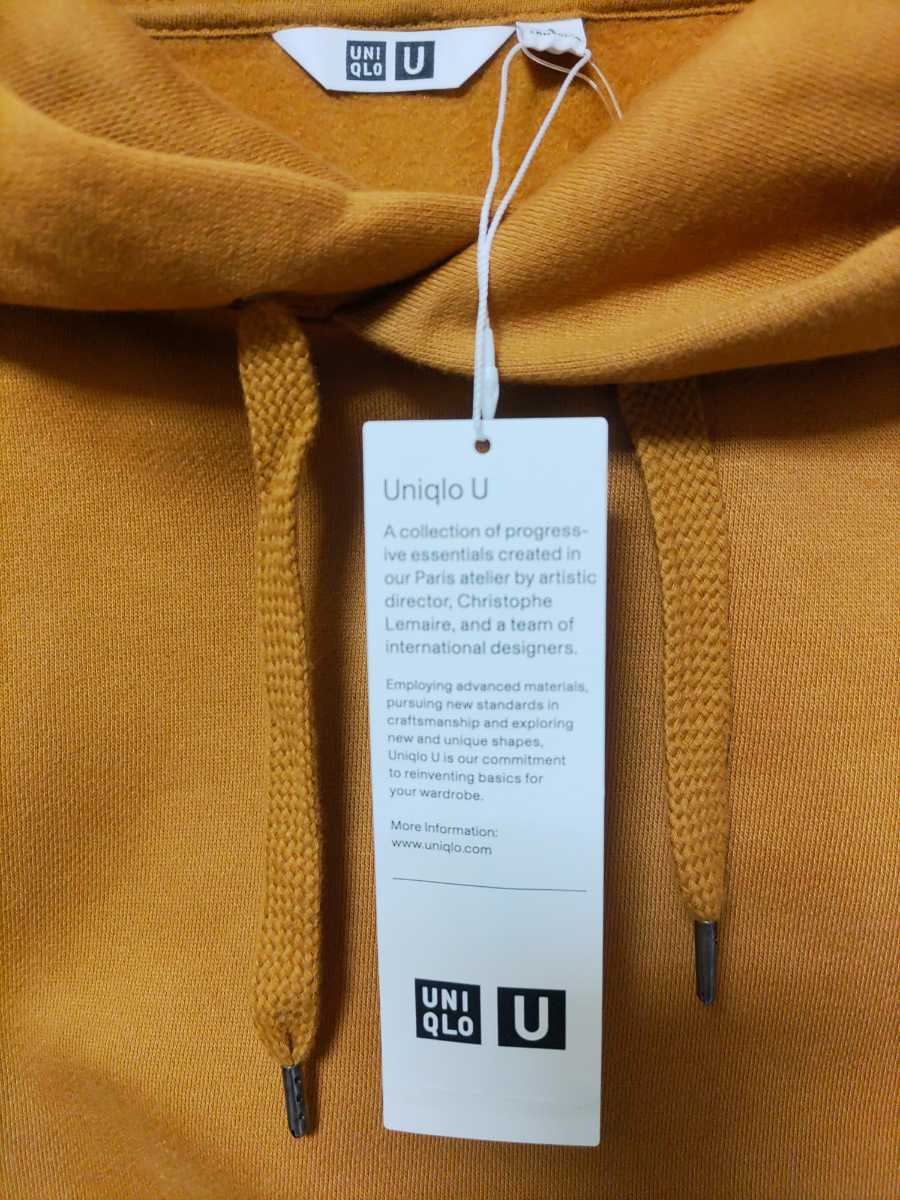 UNI
QLO
U
Uniqlo U
A collection of progress-
ive essentials created in
our Paris atelier by artistic
director, Christophe
Lemaire, and a team of
international designers.
Employing advanced materials,
pursuing new standards in
craftsmanship and exploring
new and unique shapes,
Uniqlo U is our commitment
to reinventing basics for
your wardrobe.
More Information:
www.uniqlo.com
UNI
QLO
U